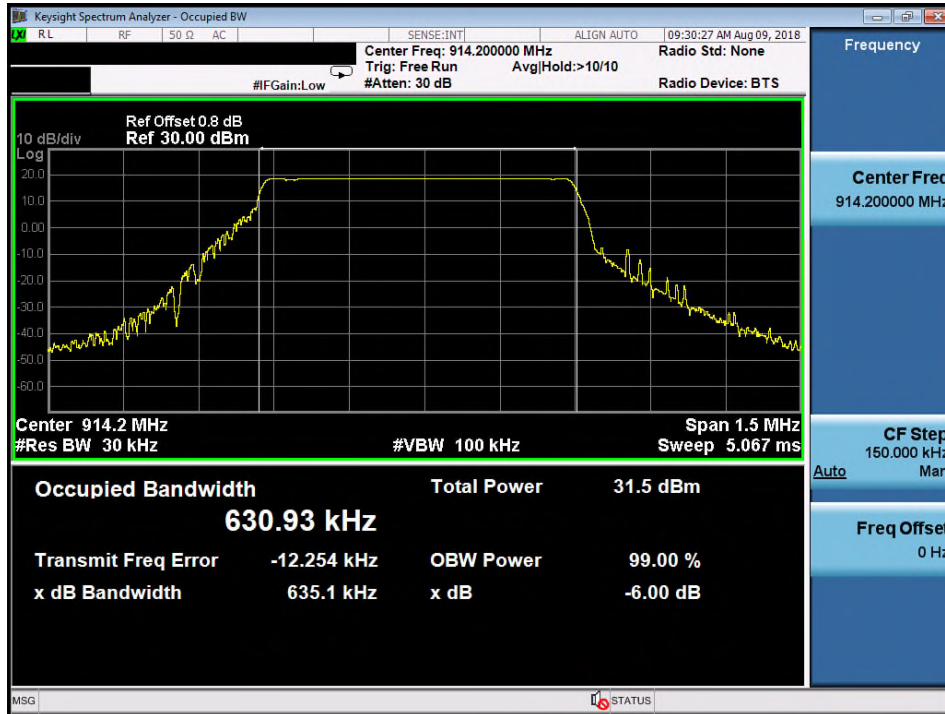 Keysight Spectrum Analyzer - Occupied BW
LXI RL RF 50 Ω AC SENSE:INT ALIGN AUTO 09:30:27 AM Aug 09, 2018
Center Freq: 914.200000 MHz Radio Std: None
Trig: Free Run Avg|Hold:>10/10
#IFGain:Low #Atten: 30 dB Radio Device: BTS
Ref Offset 0.8 dB
10 dB/div Ref 30.00 dBm
Log
20.0
10.0
0.00
-10.0
-20.0
-30.0
-40.0
-50.0
-60.0
Center 914.2 MHz Span 1.5 MHz
#Res BW 30 kHz #VBW 100 kHz Sweep 5.067 ms
Occupied Bandwidth Total Power 31.5 dBm
630.93 kHz
Transmit Freq Error -12.254 kHz OBW Power 99.00 %
x dB Bandwidth 635.1 kHz x dB -6.00 dB
MSG STATUS
Frequency
Center Freq
914.200000 MHz
CF Step
150.000 kHz
Auto Man
Freq Offset
0 Hz